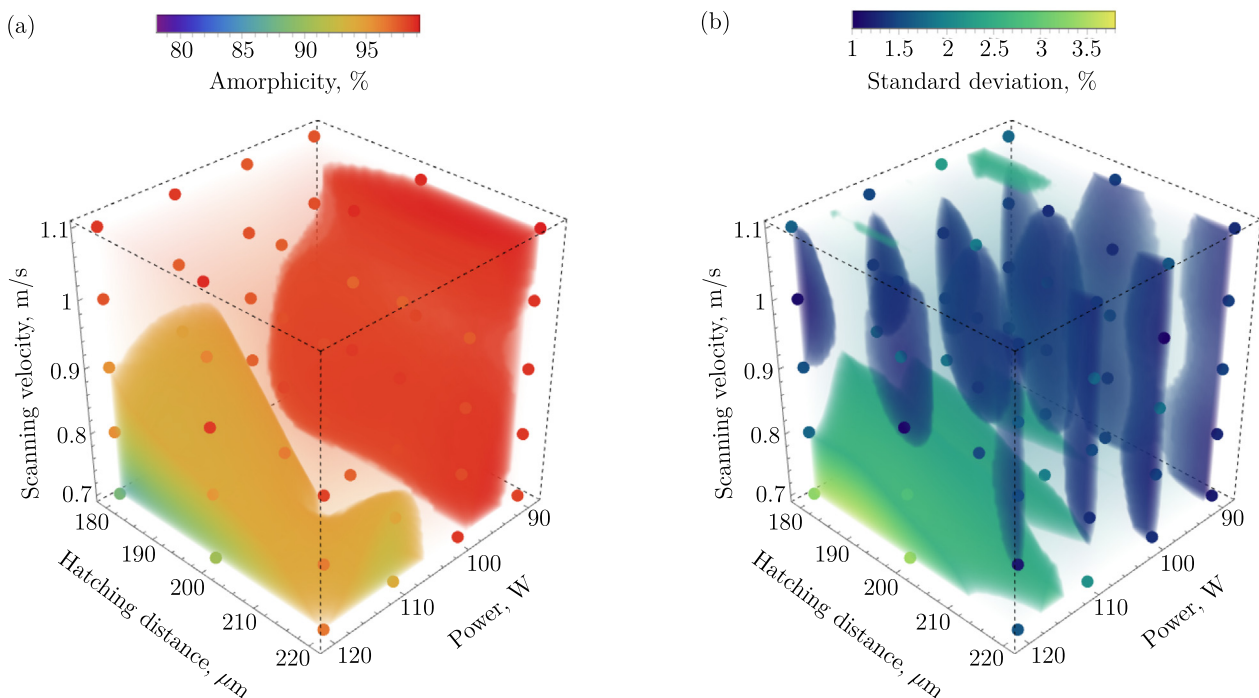 (a)
80 85 90 95
Amorphicity, %
1.1
1
0.9
0.8
0.7
Scanning velocity, m/s
180
190
200
210
220
Hatching distance, μm
90
100
110
120
Power, W
(b)
1 1.5 2 2.5 3 3.5
Standard deviation, %
1.1
1
0.9
0.8
0.7
Scanning velocity, m/s
180
190
200
210
220
Hatching distance, μm
90
100
110
120
Power, W